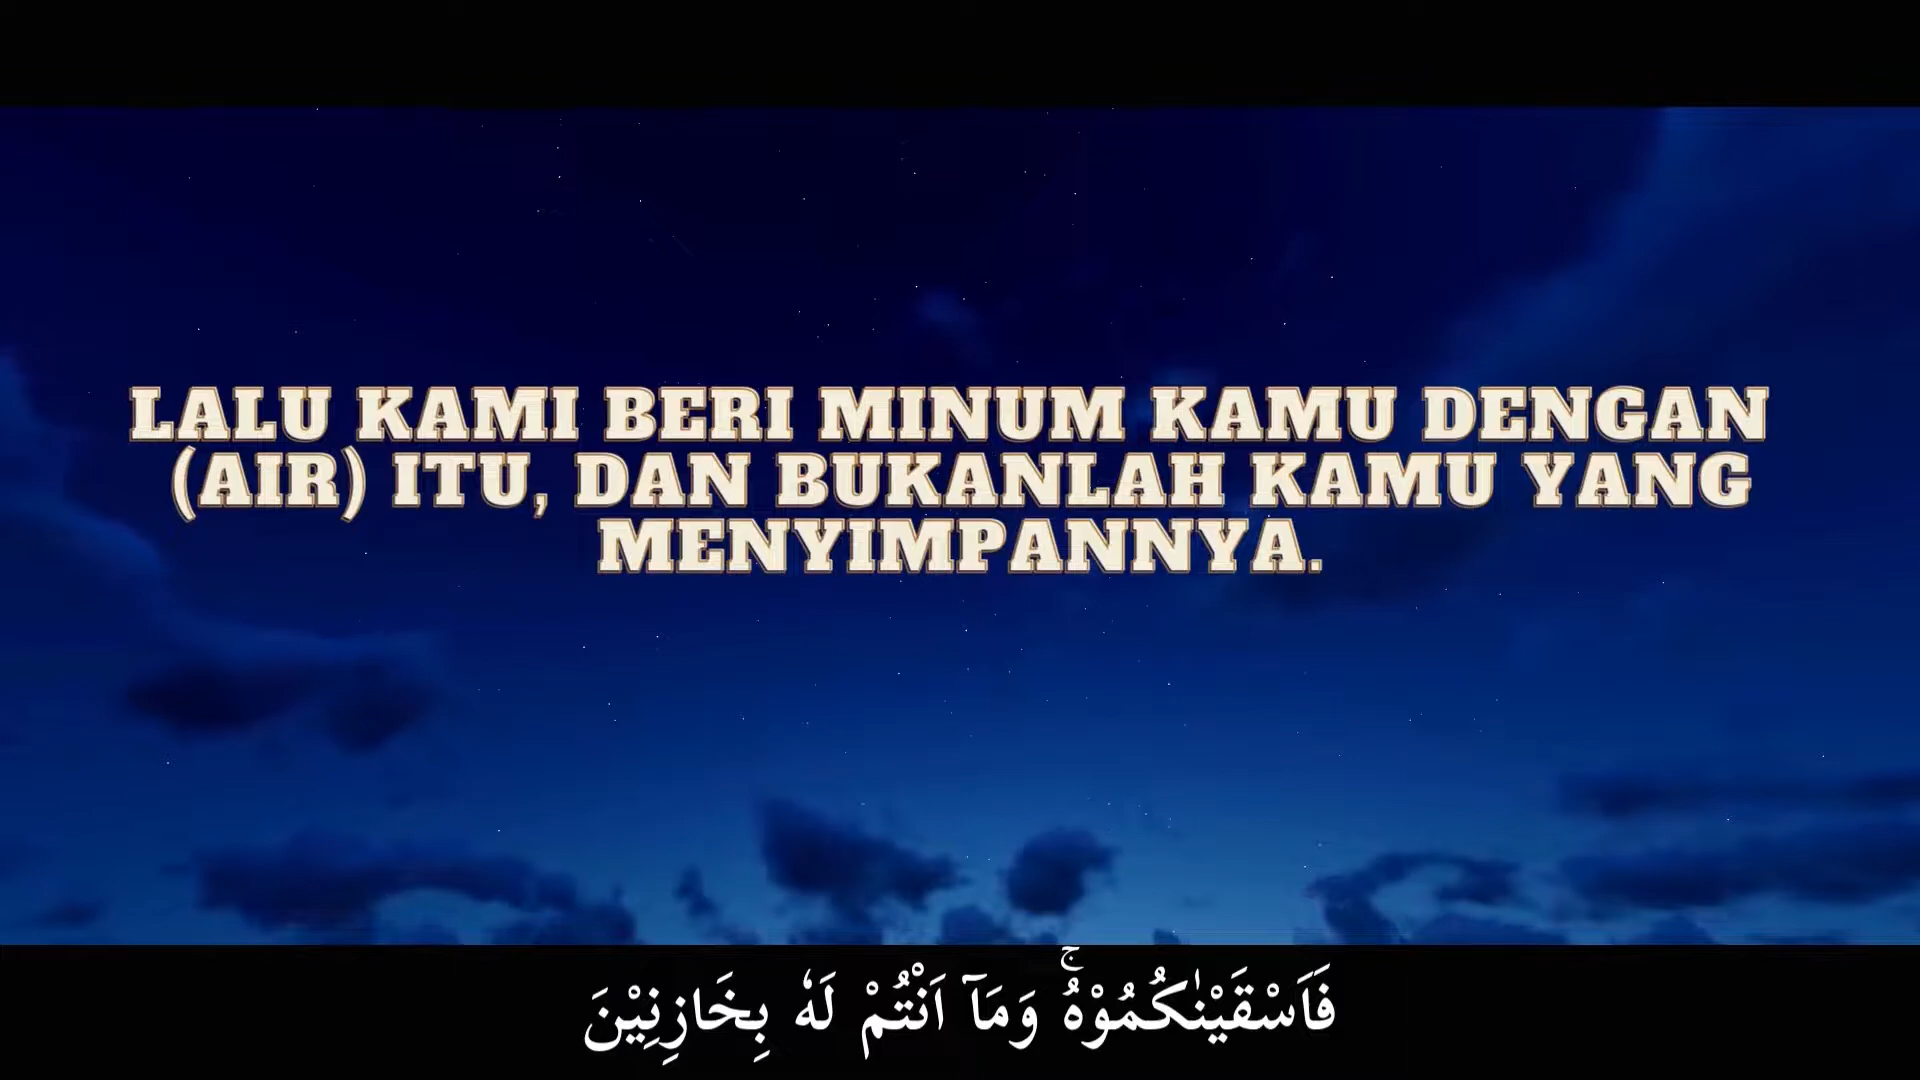 LALU KAMI BERI MINUM KAMU DENGAN
(AIR) ITU, DAN BUKANLAH KAMU YANG
MENYIMPANNYA.
فَاَسْقَيْنٰكُمُوْهُۚ وَمَآ اَنْتُمْ لَهٗ بِخَازِنِيْنَ